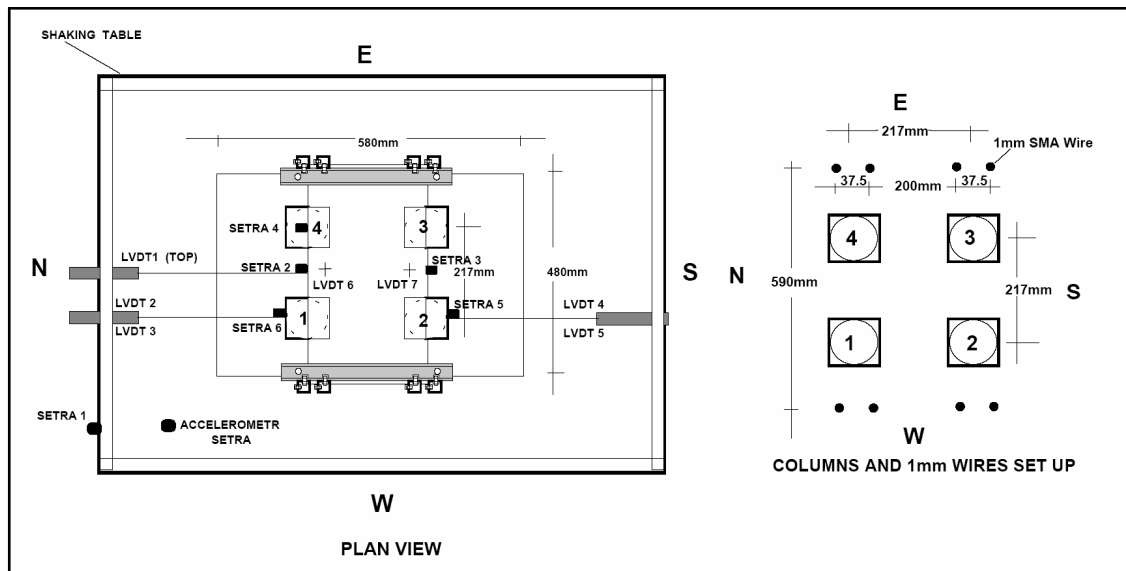 SHAKING TABLE
E
580mm
SETRA 4
4
3
LVDT1 (TOP)
SETRA 2
SETRA 3
N
LVDT 6
LVDT 7
217mm
480mm
S
LVDT 2
LVDT 3
SETRA 6
1
2
SETRA 5
LVDT 4
LVDT 5
SETRA 1
ACCELEROMETR
SETRA
W
PLAN VIEW
E
217mm
1mm SMA Wire
37.5
200mm
37.5
4
3
N
590mm
217mm
S
1
2
W
COLUMNS AND 1mm WIRES SET UP